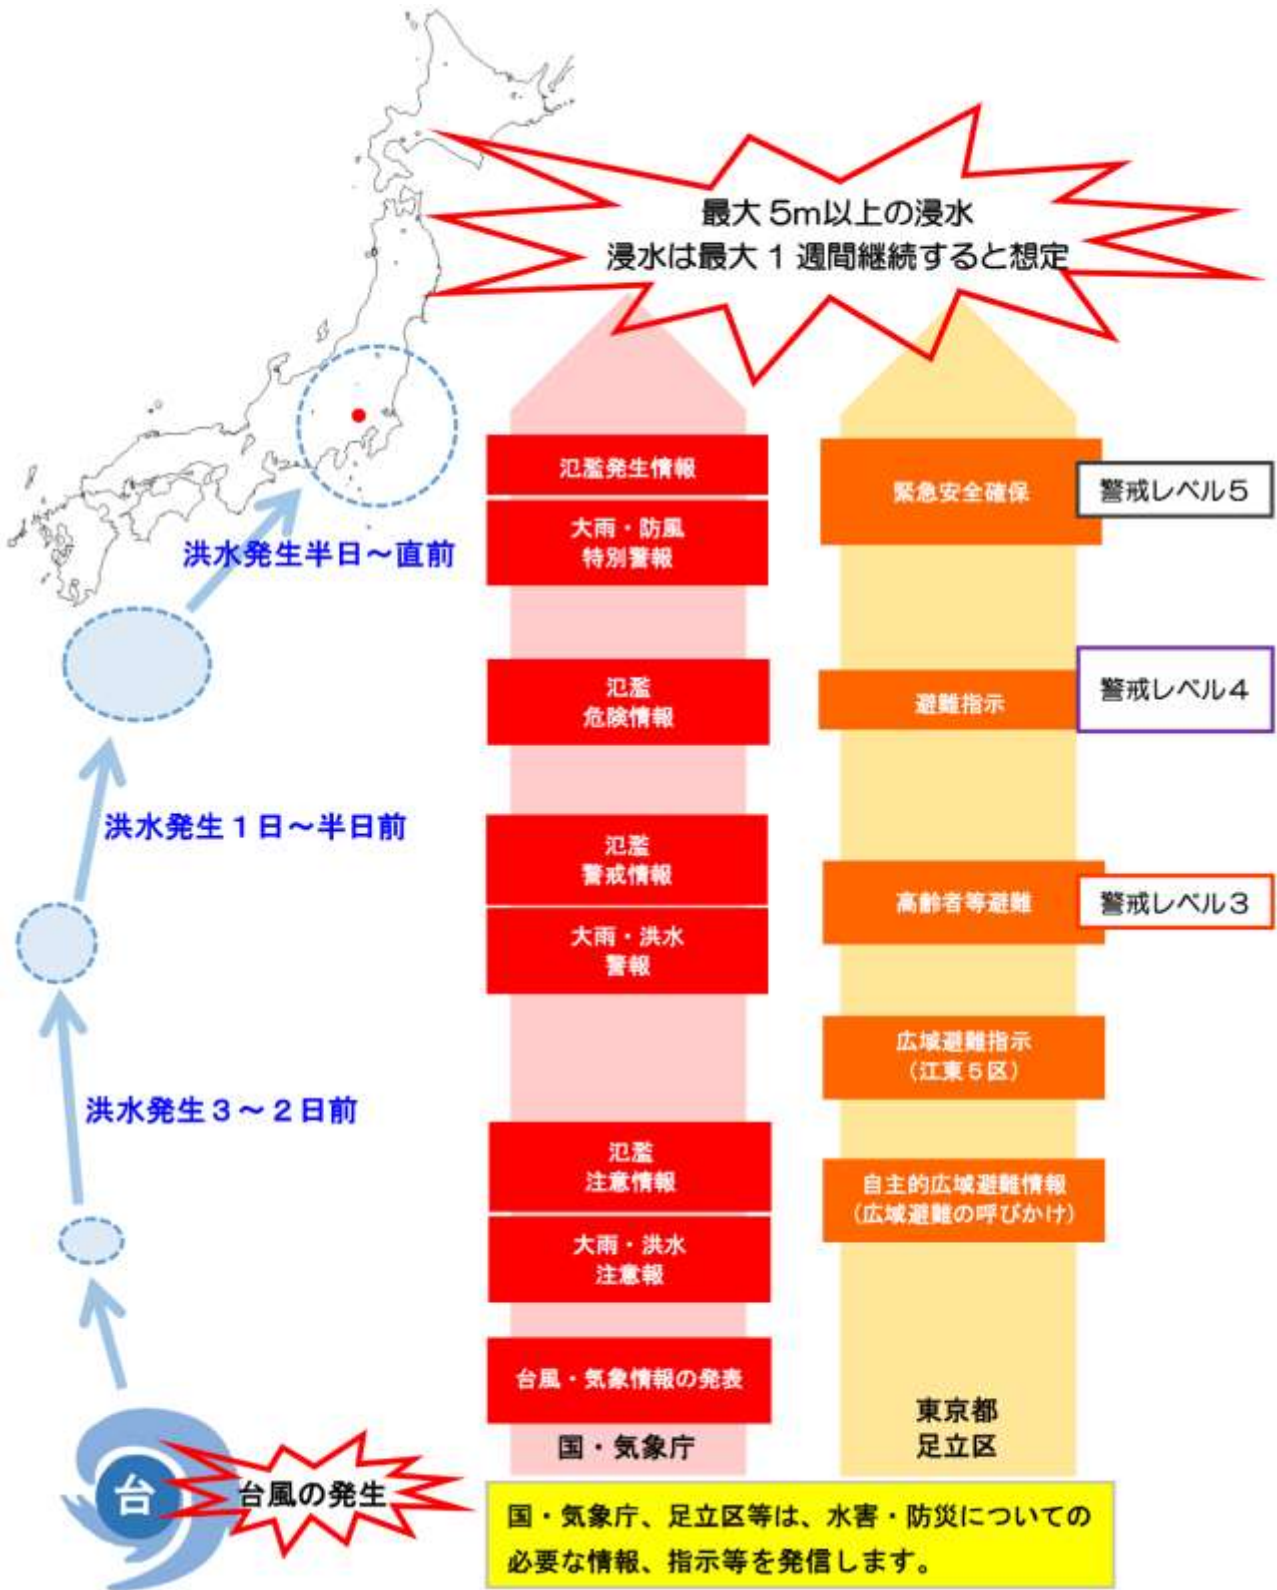 最大 5m以上の浸水
浸水は最大 1 週間継続すると想定
氾濫発生情報
大雨・防風
特別警報
緊急安全確保
警戒レベル5
洪水発生半日～直前
氾濫
危険情報
避難指示
警戒レベル4
洪水発生1日～半日前
氾濫
警戒情報
大雨・洪水
警報
高齢者等避難
警戒レベル3
広域避難指示
（江東5区）
洪水発生3～2日前
氾濫
注意情報
大雨・洪水
注意報
自主的広域避難情報
（広域避難の呼びかけ）
台風・気象情報の発表
国・気象庁
東京都
足立区
台
台風の発生
国・気象庁、足立区等は、水害・防災についての
必要な情報、指示等を発信します。